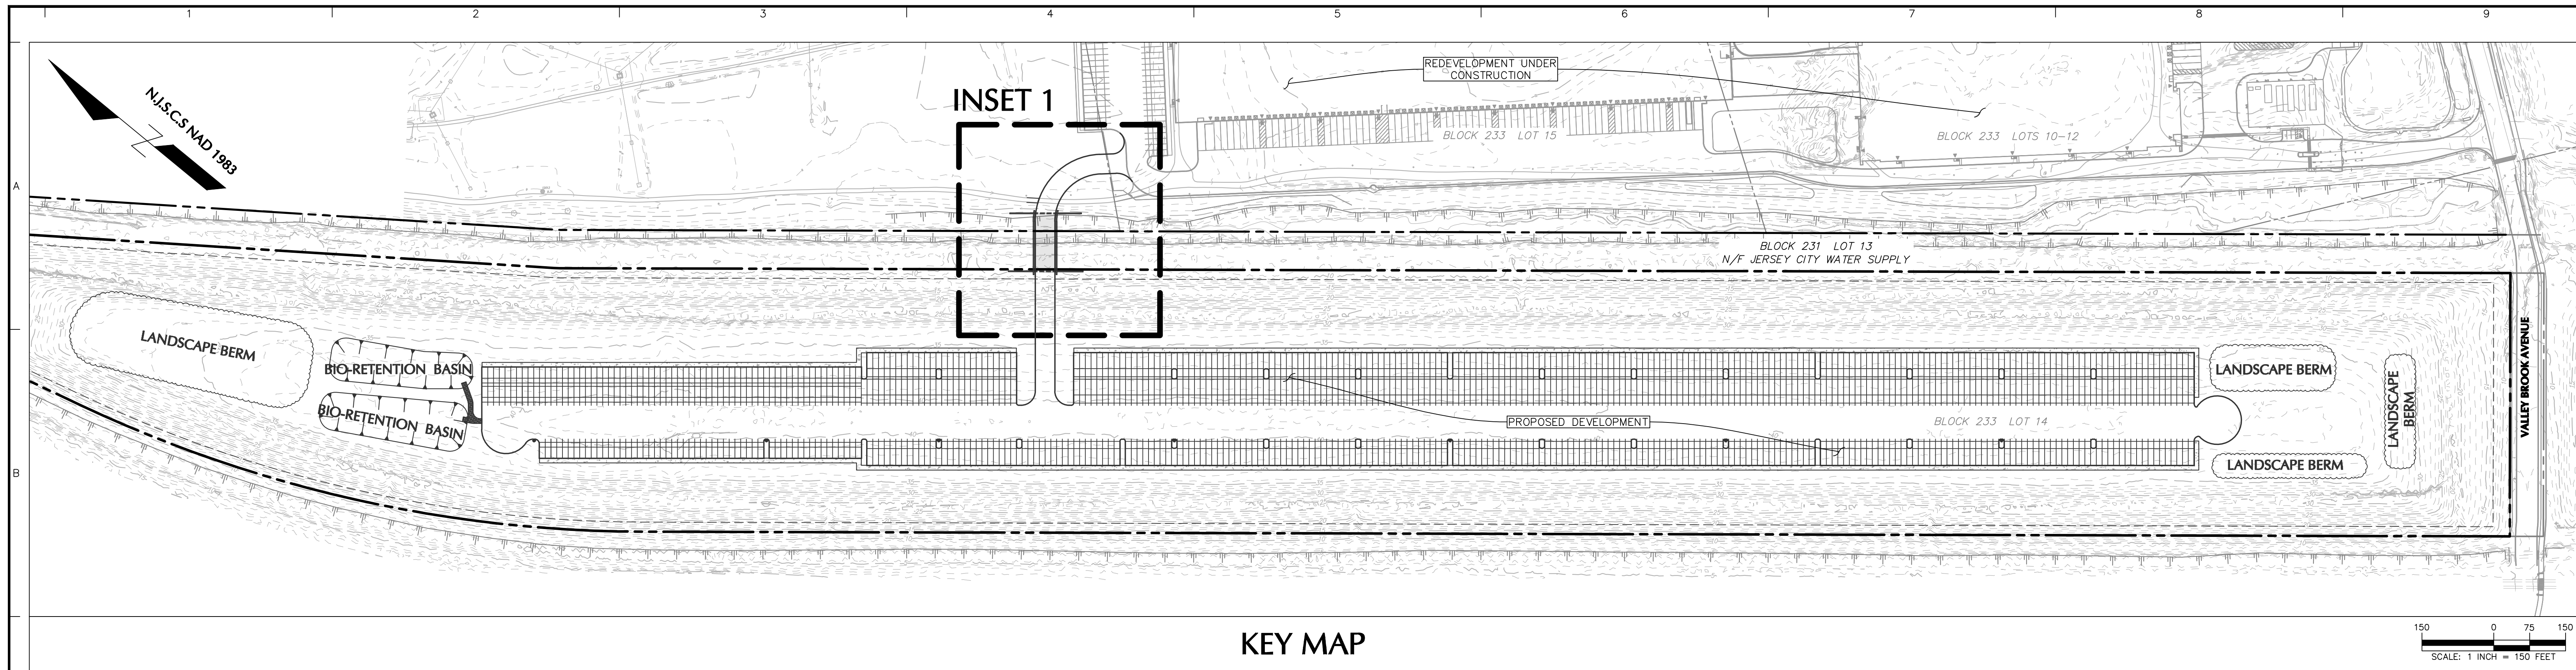 1 2 3 4 5 6 7 8 9
A
B
N.J.S.C.S NAD 1983
INSET 1
REDEVELOPMENT UNDER
CONSTRUCTION
BLOCK 233 LOT 15
BLOCK 233 LOTS 10-12
BLOCK 231 LOT 13
N/F JERSEY CITY WATER SUPPLY
VALLEY BROOK AVENUE
LANDSCAPE BERM
BIO-RETENTION BASIN
BIO-RETENTION BASIN
PROPOSED DEVELOPMENT
BLOCK 233 LOT 14
LANDSCAPE BERM
LANDSCAPE
BERM
LANDSCAPE BERM
KEY MAP
150 0 75 150
SCALE: 1 INCH = 150 FEET